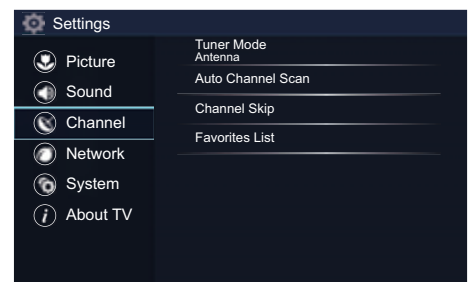 Settings
Picture
Sound
Channel
Network
System
About TV
Tuner Mode
Antenna
Auto Channel Scan
Channel Skip
Favorites List